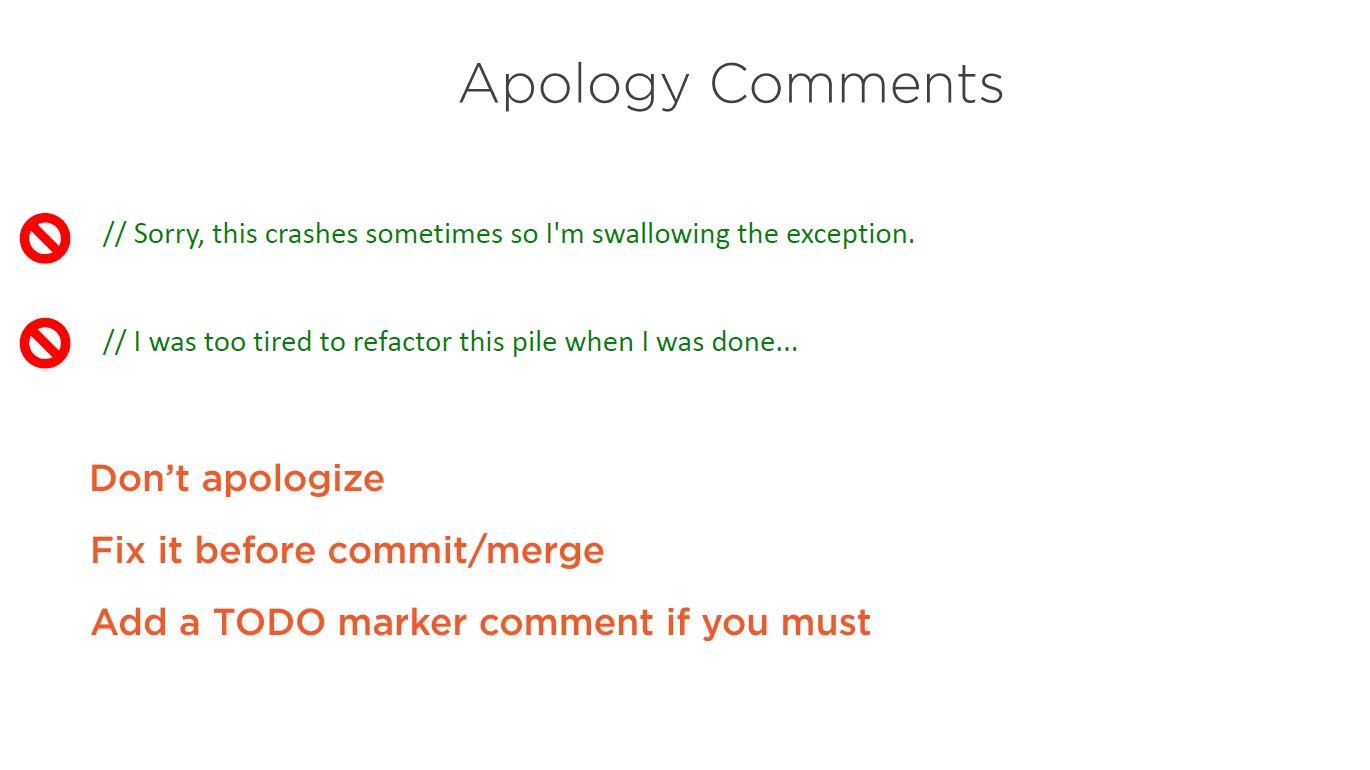 Apology Comments
// Sorry, this crashes sometimes so I'm swallowing the exception.
// I was too tired to refactor this pile when I was done...
Don’t apologize
Fix it before commit/merge
Add a TODO marker comment if you must